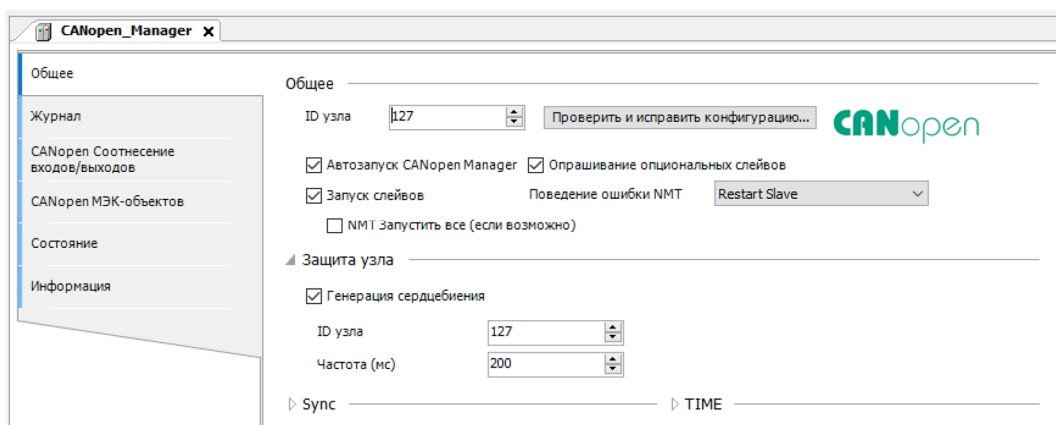 CANopen_Manager x
Общее
Журнал
CANopen Соотнесение
входов/выходов
CANopen МЭК-объектов
Состояние
Информация
Общее
ID узла 127 Проверить и исправить конфигурацию... CANopen
Автозапуск CANopen Manager Опрашивание опциональных слейвов
Запуск слейвов Поведение ошибки NMT Restart Slave
NMT Запустить все (если возможно)
Защита узла
Генерация сердцебиения
ID узла 127
Частота (мс) 200
Sync TIME